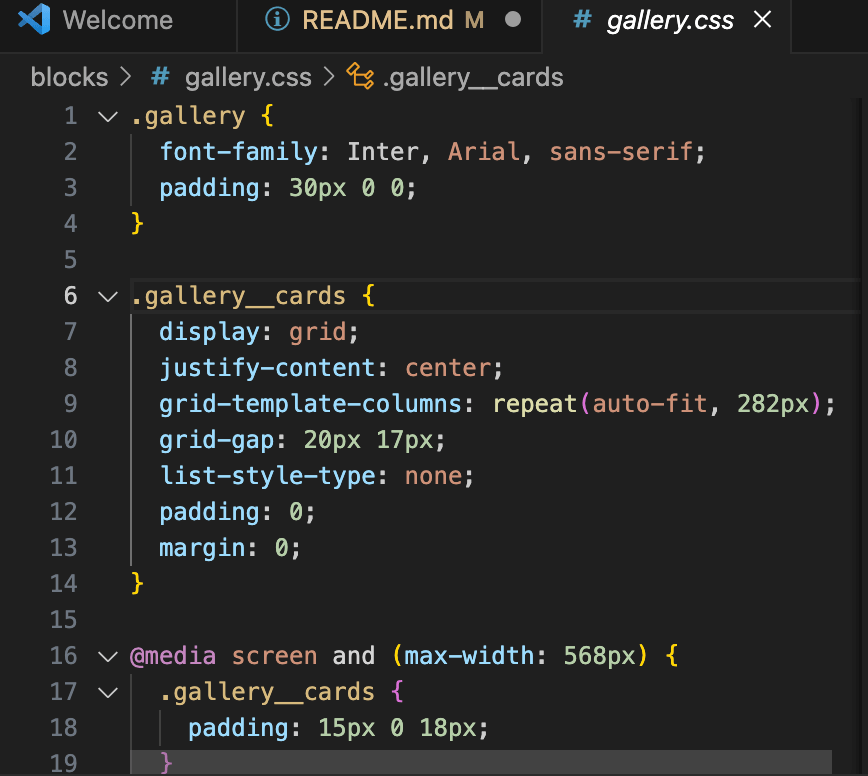 Welcome README.md M gallery.css
blocks > # gallery.css > .gallery__cards
1 .gallery {
2 font-family: Inter, Arial, sans-serif;
3 padding: 30px 0 0;
4 }
5
6 .gallery__cards {
7 display: grid;
8 justify-content: center;
9 grid-template-columns: repeat(auto-fit, 282px);
10 grid-gap: 20px 17px;
11 list-style-type: none;
12 padding: 0;
13 margin: 0;
14 }
15
16 @media screen and (max-width: 568px) {
17 .gallery__cards {
18 padding: 15px 0 18px;
19 }